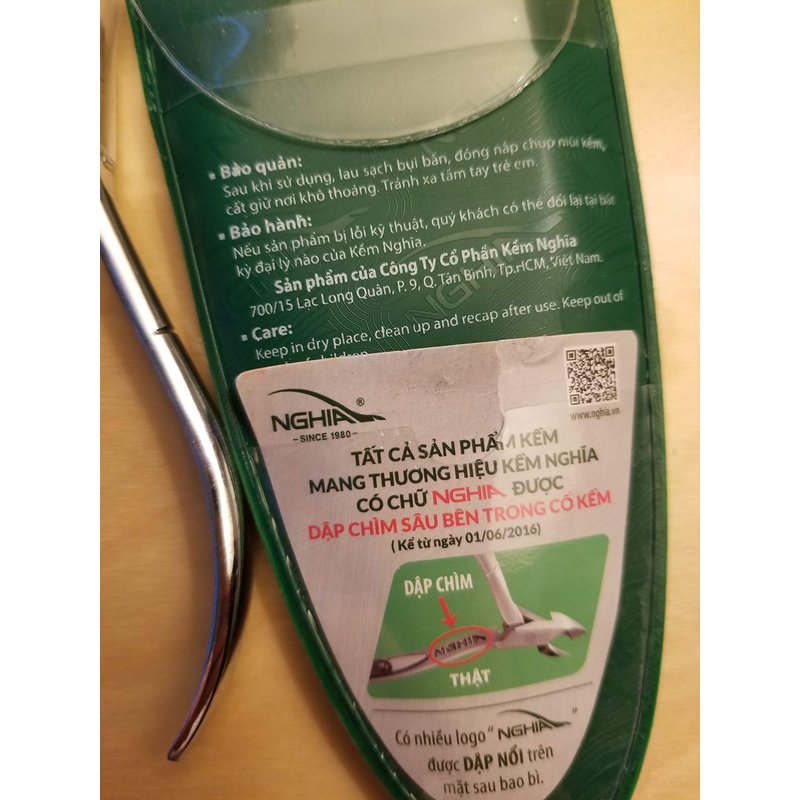 • Bảo quản:
Sau khi sử dụng, lau sạch bụi bẩn, đóng nắp chụp mũi kềm,
cất giữ nơi khô thoáng. Tránh xa tầm tay trẻ em.
• Bảo hành:
Nếu sản phẩm bị lỗi kỹ thuật, quý khách có thể đổi lại tại bất
kỳ đại lý nào của Kềm Nghĩa.
Sản phẩm của Công Ty Cổ Phần Kềm Nghĩa
700/15 Lạc Long Quân, P. 9, Q. Tân Bình, Tp.HCM, Việt Nam.
• Care:
Keep in dry place, clean up and recap after use. Keep out of
children
NGHIA ®
- SINCE 1980 -
www.nghia.vn
TẤT CẢ SẢN PHẨM KỀM
MANG THƯƠNG HIỆU KỀM NGHĨA
CÓ CHỮ NGHIA ĐƯỢC
DẬP CHÌM SÂU BÊN TRONG CỔ KỀM
( Kể từ ngày 01/06/2016)
DẬP CHÌM
NGHIA
THẬT
Có nhiều logo " NGHIA ® "
được DẬP NỔI trên
mặt sau bao bì.